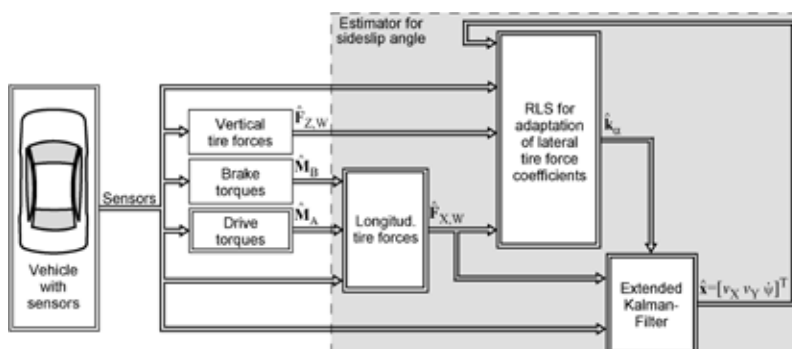 Estimator for
sideslip angle
Vehicle
with
sensors
Sensors
Vertical
tire forces
F̂Z,W
Brake
torques
M̂B
Drive
torques
M̂A
Longitud.
tire forces
F̂X,W
RLS for
adaptation
of lateral
tire force
coefficients
k̂α
Extended
Kalman-
Filter
x̂=[vX vY ψ̇]T